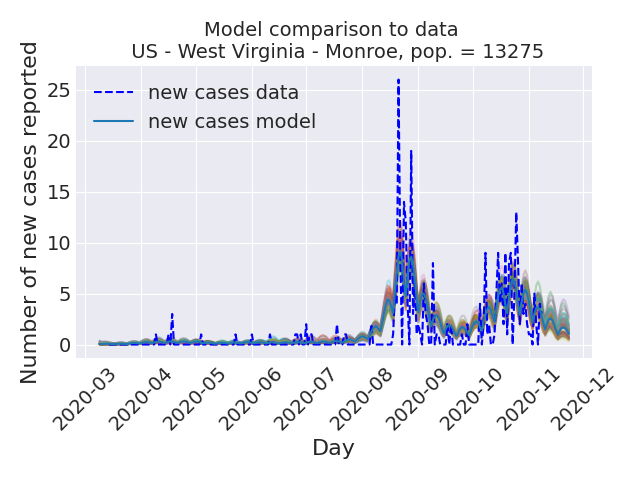 Model comparison to data
US - West Virginia - Monroe, pop. = 13275
Number of new cases reported
25
20
15
10
5
0
new cases data
new cases model
2020-03
2020-04
2020-05
2020-06
2020-07
2020-08
2020-09
2020-10
2020-11
2020-12
Day